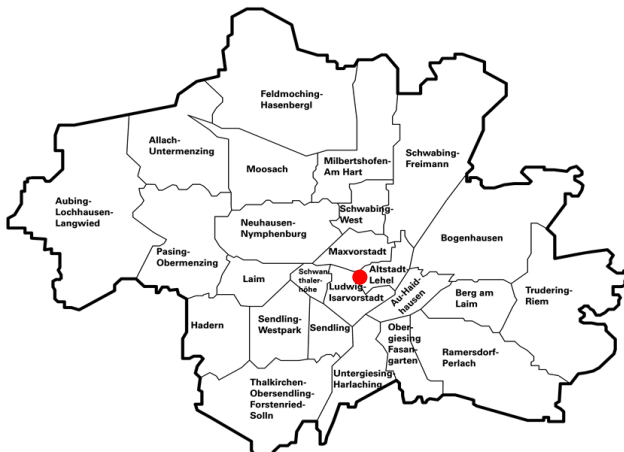 Feldmoching-
Hasenbergl
Allach-
Untermenzing
Moosach
Milbertshofen-
Am Hart
Schwabing-
Freimann
Aubing-
Lochhausen-
Langwied
Schwabing-
West
Neuhausen-
Nymphenburg
Bogenhausen
Pasing-
Obermenzing
Maxvorstadt
Laim
Schwan-
thaler-
höhe
Altstadt-
Lehel
Ludwig-
Isarvorstadt
Au-Haid-
hausen
Berg am
Laim
Trudering-
Riem
Hadern
Sendling-
Westpark
Sendling
Ober-
giesing
Fasan-
garten
Ramersdorf-
Perlach
Untergiesing-
Harlaching
Thalkirchen-
Obersendling-
Forstenried-
Solln